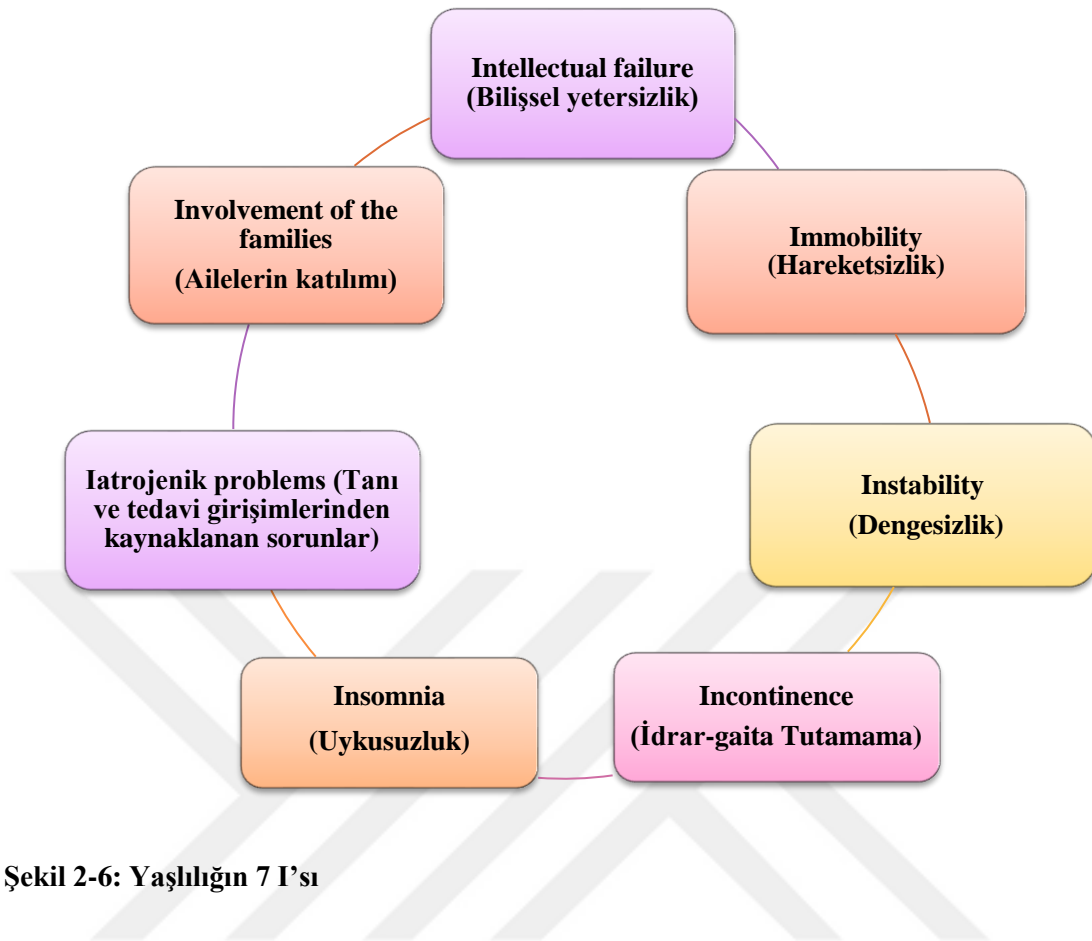 Intellectual failure
(Bilişsel yetersizlik)
Immobility
(Hareketsizlik)
Instability
(Dengesizlik)
Incontinence
(İdrar-gaita Tutamama)
Insomnia
(Uykusuzluk)
Iatrojenik problems (Tanı
ve tedavi girişimlerinden
kaynaklanan sorunlar)
Involvement of the
families
(Ailelerin katılımı)
Şekil 2-6: Yaşlılığın 7 I’sı